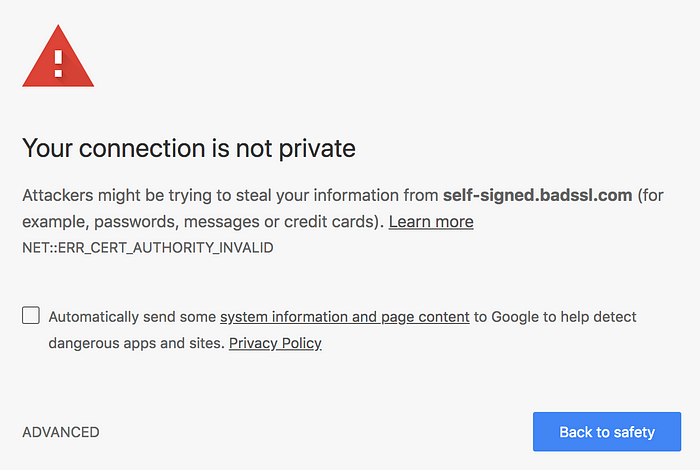 Your connection is not private
Attackers might be trying to steal your information from self-signed.badssl.com (for
example, passwords, messages or credit cards). Learn more
NET::ERR_CERT_AUTHORITY_INVALID
Automatically send some system information and page content to Google to help detect
dangerous apps and sites. Privacy Policy
ADVANCED
Back to safety